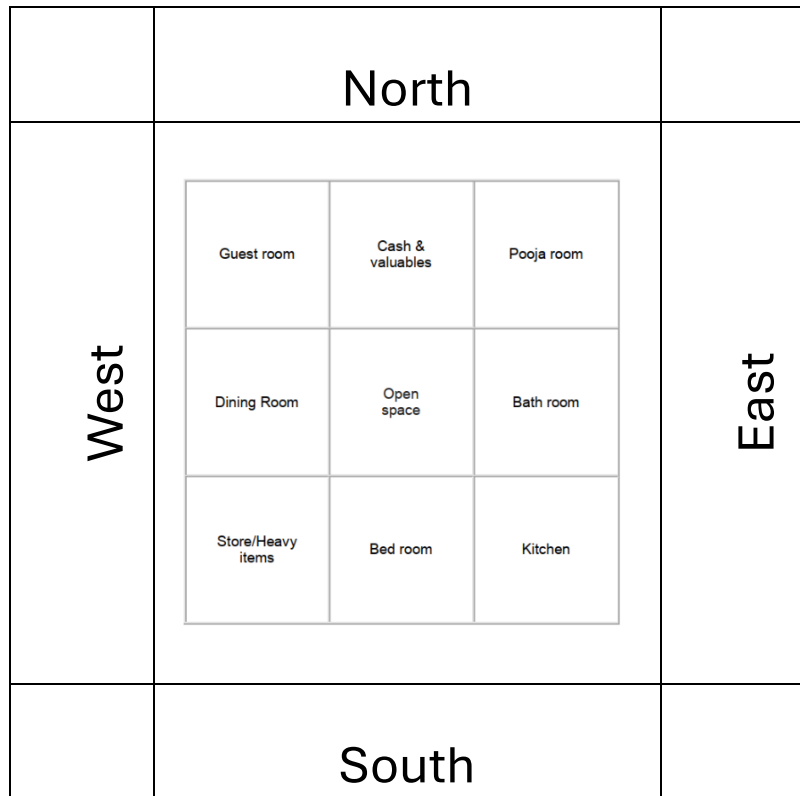 North
Guest room
Cash &
valuables
Pooja room
West
Dining Room
Open
space
Bath room
East
Store/Heavy
items
Bed room
Kitchen
South